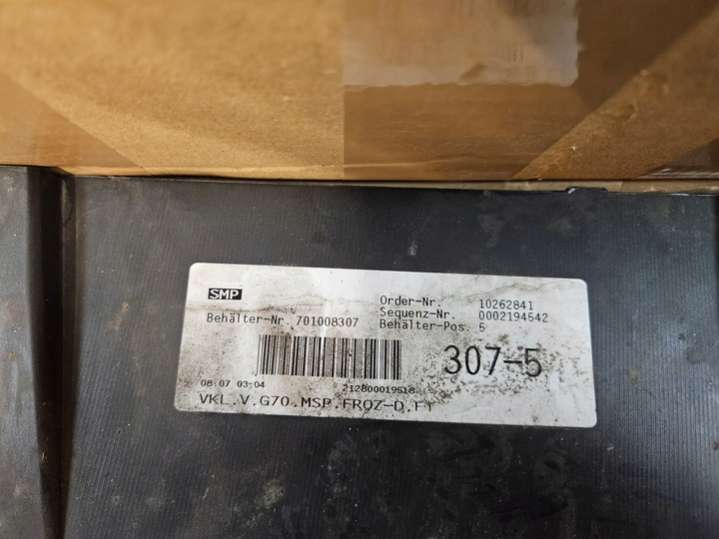 SMP
Order-Nr. 10262841
Sequenz-Nr. 0002194542
Behälter-Nr. 701008307 Behälter-Pos. 5
307-5
08.07 03:04 212800019518
VKL.V.G70.MSP.FROZ-D.FT